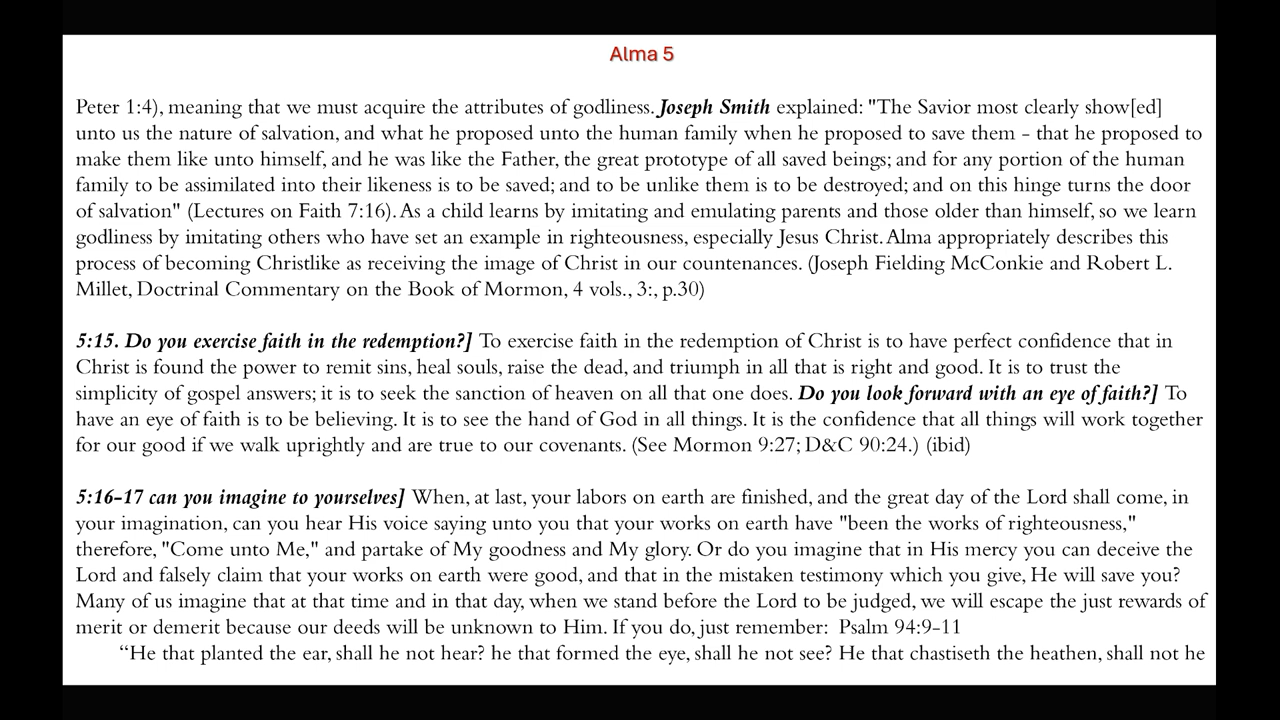 Alma 5
Peter 1:4), meaning that we must acquire the attributes of godliness. Joseph Smith explained: "The Savior most clearly show[ed]
unto us the nature of salvation, and what he proposed unto the human family when he proposed to save them - that he proposed to
make them like unto himself, and he was like the Father, the great prototype of all saved beings; and for any portion of the human
family to be assimilated into their likeness is to be saved; and to be unlike them is to be destroyed; and on this hinge turns the door
of salvation" (Lectures on Faith 7:16). As a child learns by imitating and emulating parents and those older than himself, so we learn
godliness by imitating others who have set an example in righteousness, especially Jesus Christ. Alma appropriately describes this
process of becoming Christlike as receiving the image of Christ in our countenances. (Joseph Fielding McConkie and Robert L.
Millet, Doctrinal Commentary on the Book of Mormon, 4 vols., 3:, p.30)
5:15. Do you exercise faith in the redemption?] To exercise faith in the redemption of Christ is to have perfect confidence that in
Christ is found the power to remit sins, heal souls, raise the dead, and triumph in all that is right and good. It is to trust the
simplicity of gospel answers; it is to seek the sanction of heaven on all that one does. Do you look forward with an eye of faith?] To
have an eye of faith is to be believing. It is to see the hand of God in all things. It is the confidence that all things will work together
for our good if we walk uprightly and are true to our covenants. (See Mormon 9:27; D&C 90:24.) (ibid)
5:16-17 can you imagine to yourselves] When, at last, your labors on earth are finished, and the great day of the Lord shall come, in
your imagination, can you hear His voice saying unto you that your works on earth have "been the works of righteousness,"
therefore, "Come unto Me," and partake of My goodness and My glory. Or do you imagine that in His mercy you can deceive the
Lord and falsely claim that your works on earth were good, and that in the mistaken testimony which you give, He will save you?
Many of us imagine that at that time and in that day, when we stand before the Lord to be judged, we will escape the just rewards of
merit or demerit because our deeds will be unknown to Him. If you do, just remember: Psalm 94:9-11
“He that planted the ear, shall he not hear? he that formed the eye, shall he not see? He that chastiseth the heathen, shall not he